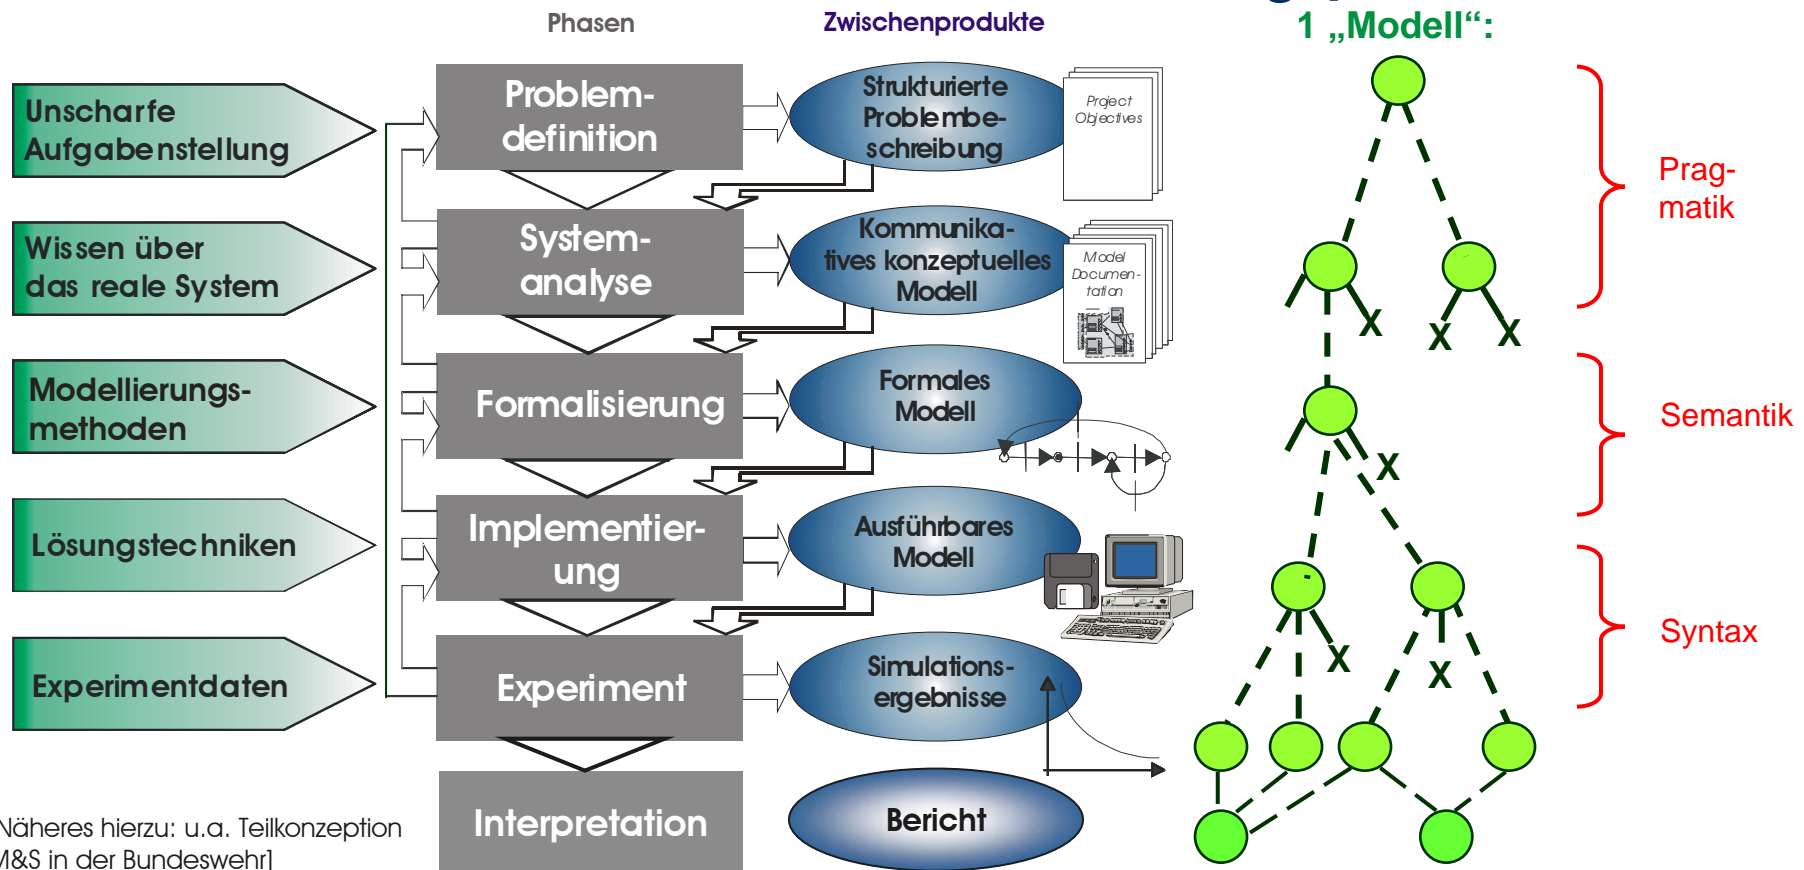 Phasen
Zwischenprodukte
1 „Modell“:
Unscharfe
Aufgabenstellung
Problem-
definition
Strukturierte
Problembe-
schreibung
Project
Objectives
Prag-
matik
Wissen über
das reale System
System-
analyse
Kommunika-
tives konzeptuelles
Modell
Model
Documen-
tation
X
X
X
Modellierungs-
methoden
Formalisierung
Formales
Modell
Semantik
X
Lösungstechniken
Implementier-
ung
Ausführbares
Modell
Syntax
X
X
Experimentdaten
Experiment
Simulations-
ergebnisse
Interpretation
Bericht
Näheres hierzu: u.a. Teilkonzeption
M&S in der Bundeswehr]